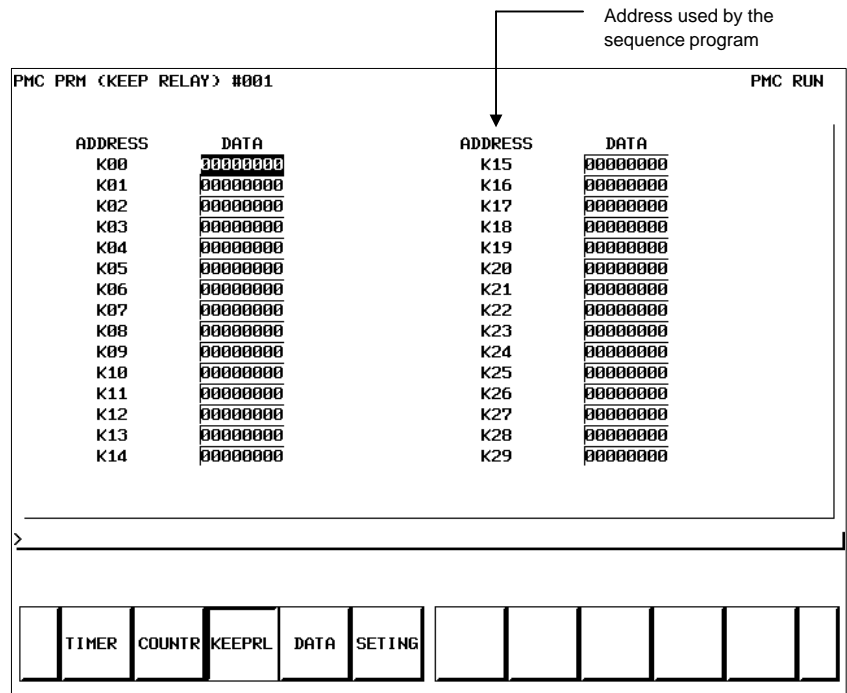 Address used by the
sequence program
PMC PRM (KEEP RELAY) #001 PMC RUN
ADDRESS DATA ADDRESS DATA
K00 00000000 K15 00000000
K01 00000000 K16 00000000
K02 00000000 K17 00000000
K03 00000000 K18 00000000
K04 00000000 K19 00000000
K05 00000000 K20 00000000
K06 00000000 K21 00000000
K07 00000000 K22 00000000
K08 00000000 K23 00000000
K09 00000000 K24 00000000
K10 00000000 K25 00000000
K11 00000000 K26 00000000
K12 00000000 K27 00000000
K13 00000000 K28 00000000
K14 00000000 K29 00000000
>
TIMER COUNTR KEEPRL DATA SETING